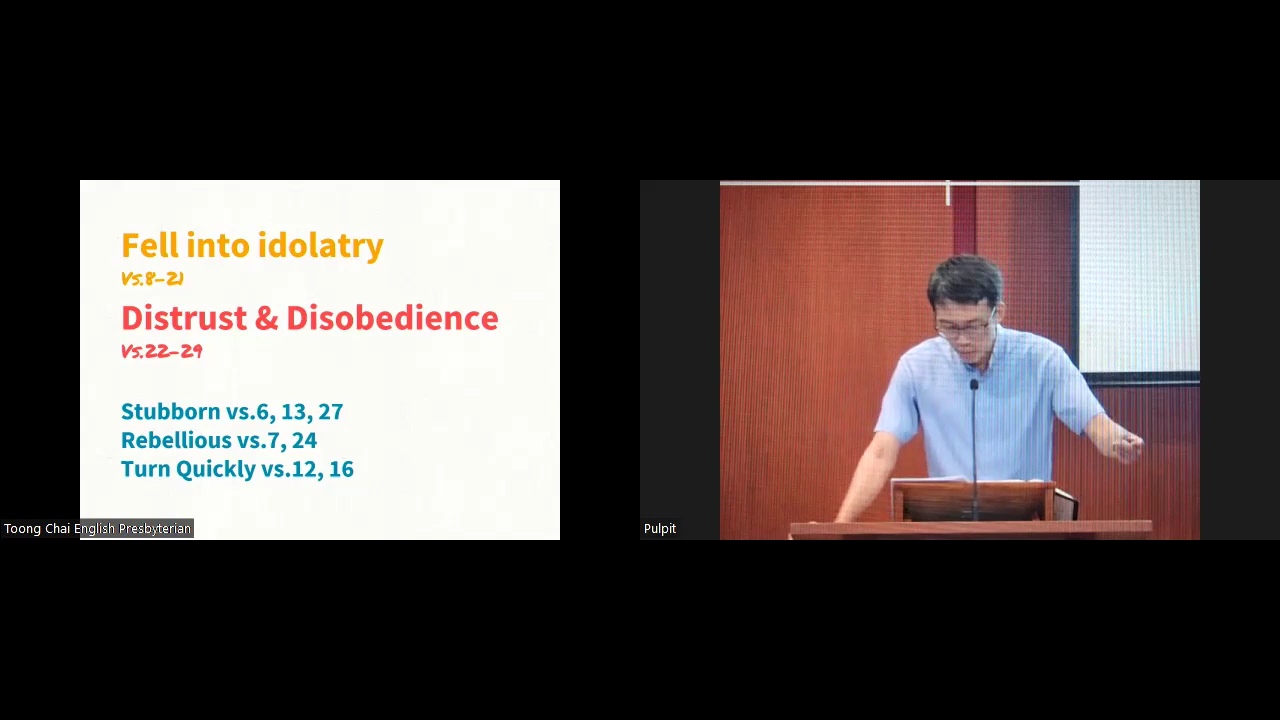 Fell into idolatry
Vs.8-21
Distrust & Disobedience
Vs.22-29
Stubborn vs.6, 13, 27
Rebellious vs.7, 24
Turn Quickly vs.12, 16
Toong Chai English Presbyterian
Pulpit